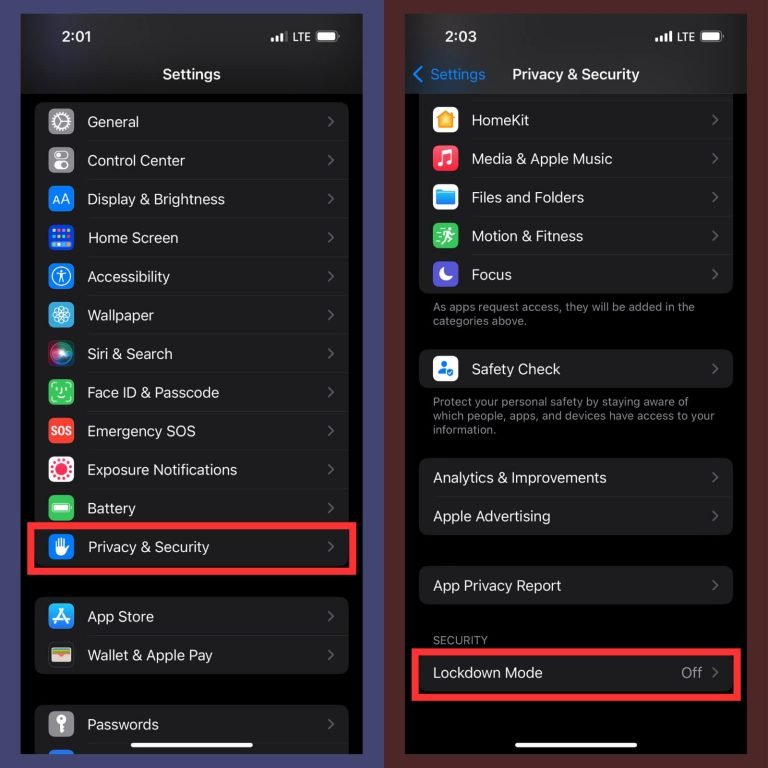 2:01
LTE
Settings
General
Control Center
AA
Display & Brightness
Home Screen
Accessibility
Wallpaper
Siri & Search
Face ID & Passcode
SOS
Emergency SOS
Exposure Notifications
Battery
Privacy & Security
App Store
Wallet & Apple Pay
Passwords
2:03
LTE
Settings
Privacy & Security
HomeKit
Media & Apple Music
Files and Folders
Motion & Fitness
Focus
As apps request access, they will be added in the
categories above.
Safety Check
Protect your personal safety by staying aware of
which people, apps, and devices have access to your
information.
Analytics & Improvements
Apple Advertising
App Privacy Report
SECURITY
Lockdown Mode Off